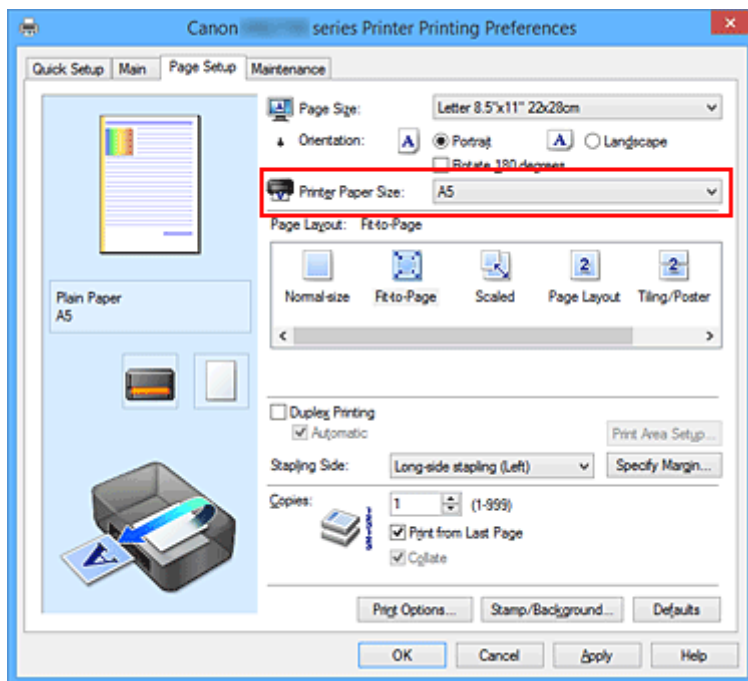 Canon series Printer Printing Preferences
Quick Setup Main Page Setup Maintenance
Page Size: Letter 8.5"x11" 22x28cm
Orientation: A Portrait A Landscape
Rotate 180 degrees
Printer Paper Size: A5
Page Layout: Fit-to-Page
Normal-size Fit-to-Page Scaled Page Layout Tiling/Poster
Plain Paper
A5
Duplex Printing
Automatic
Print Area Setup...
Stapling Side: Long-side stapling (Left) Specify Margin...
Copies: 1 (1-999)
Print from Last Page
Collate
Print Options... Stamp/Background... Defaults
OK Cancel Apply Help